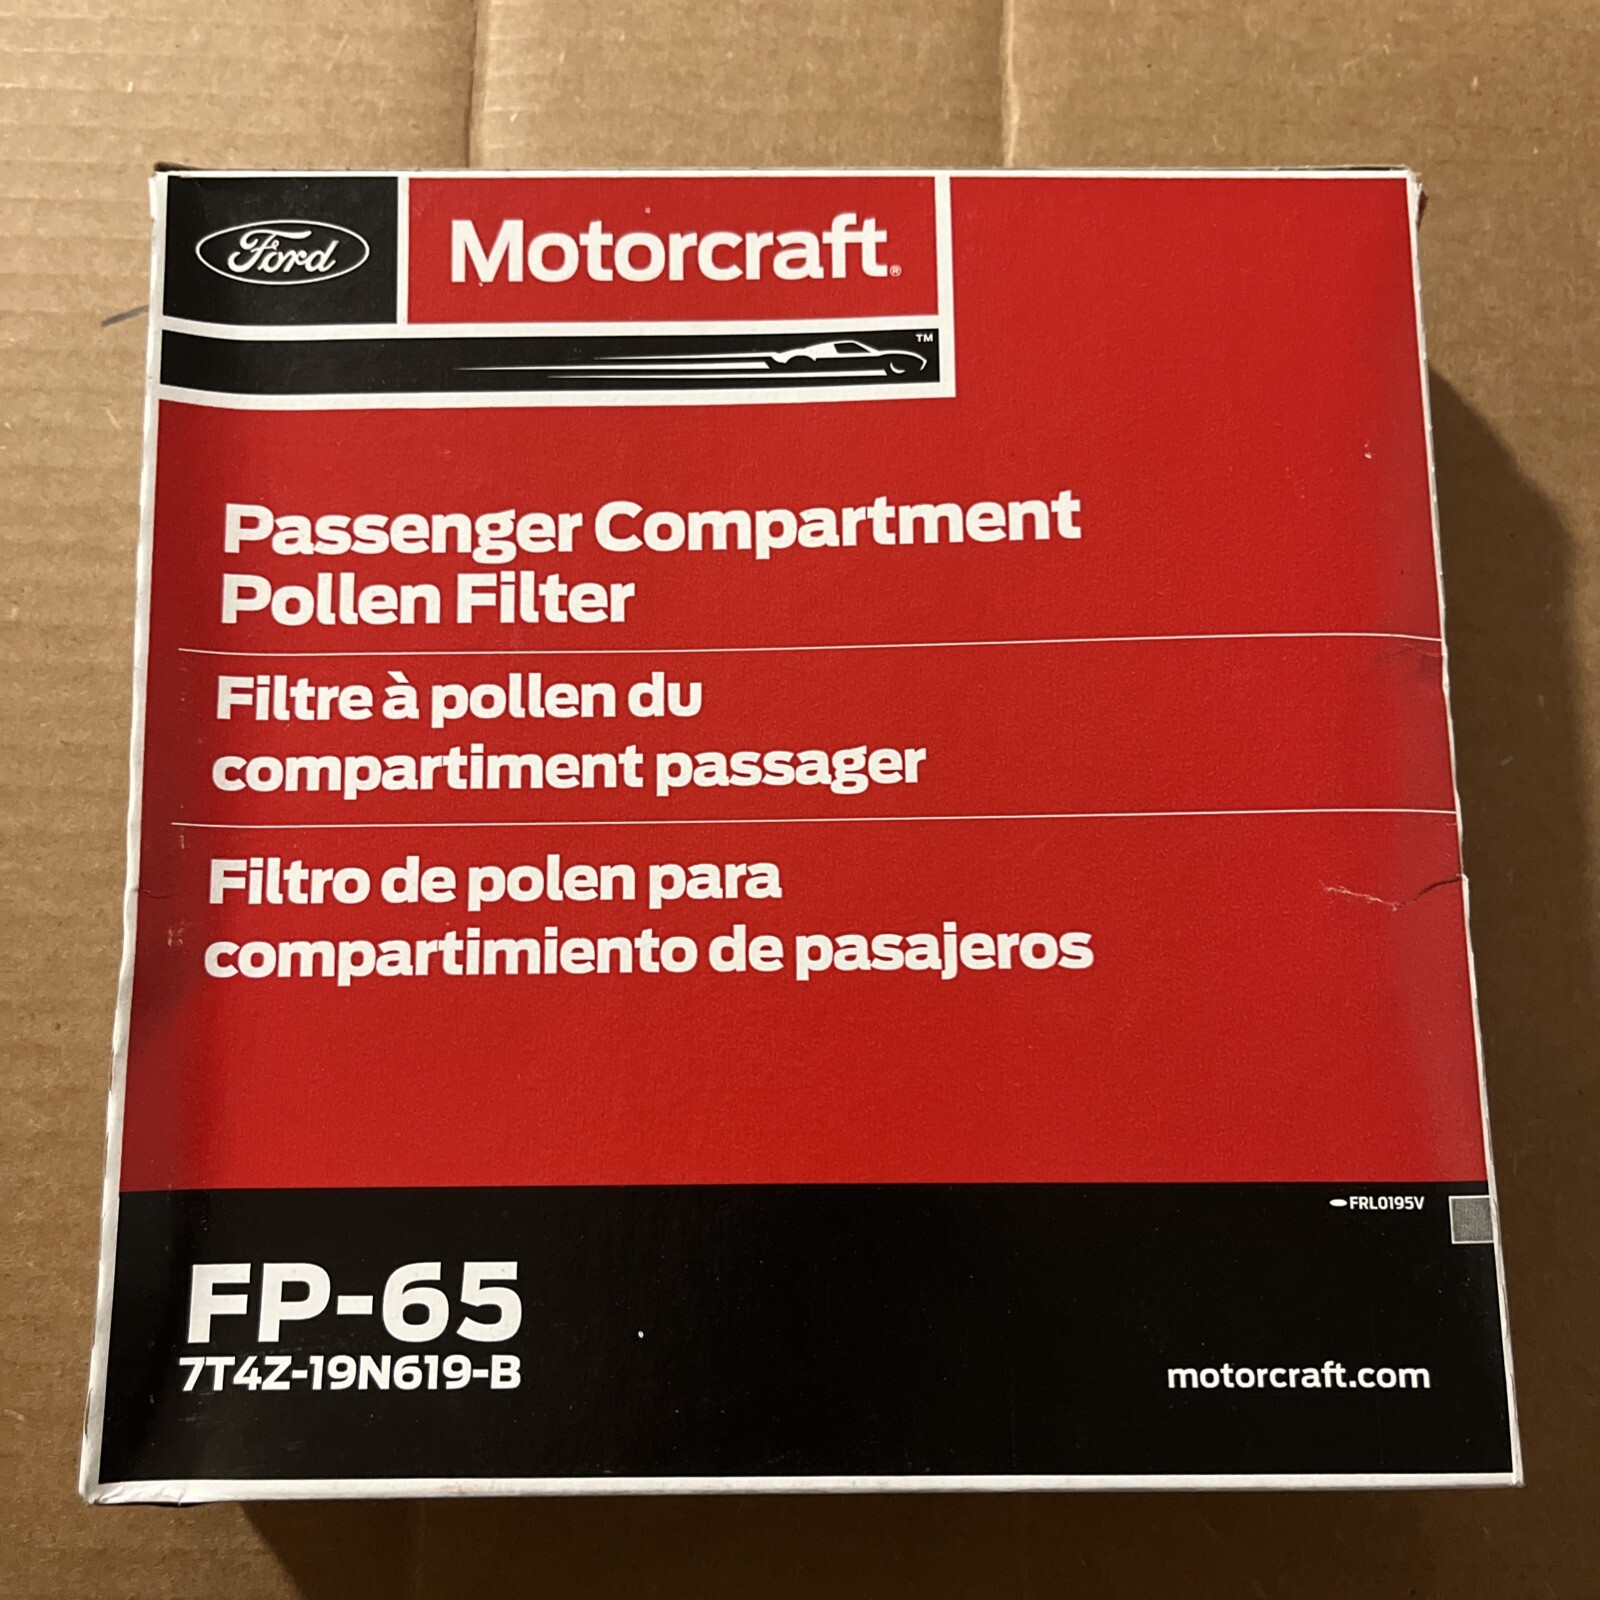 Ford
Motorcraft®
™
Passenger Compartment
Pollen Filter
Filtre à pollen du
compartiment passager
Filtro de polen para
compartimiento de pasajeros
FRL0195V
FP-65
7T4Z-19N619-B
motorcraft.com